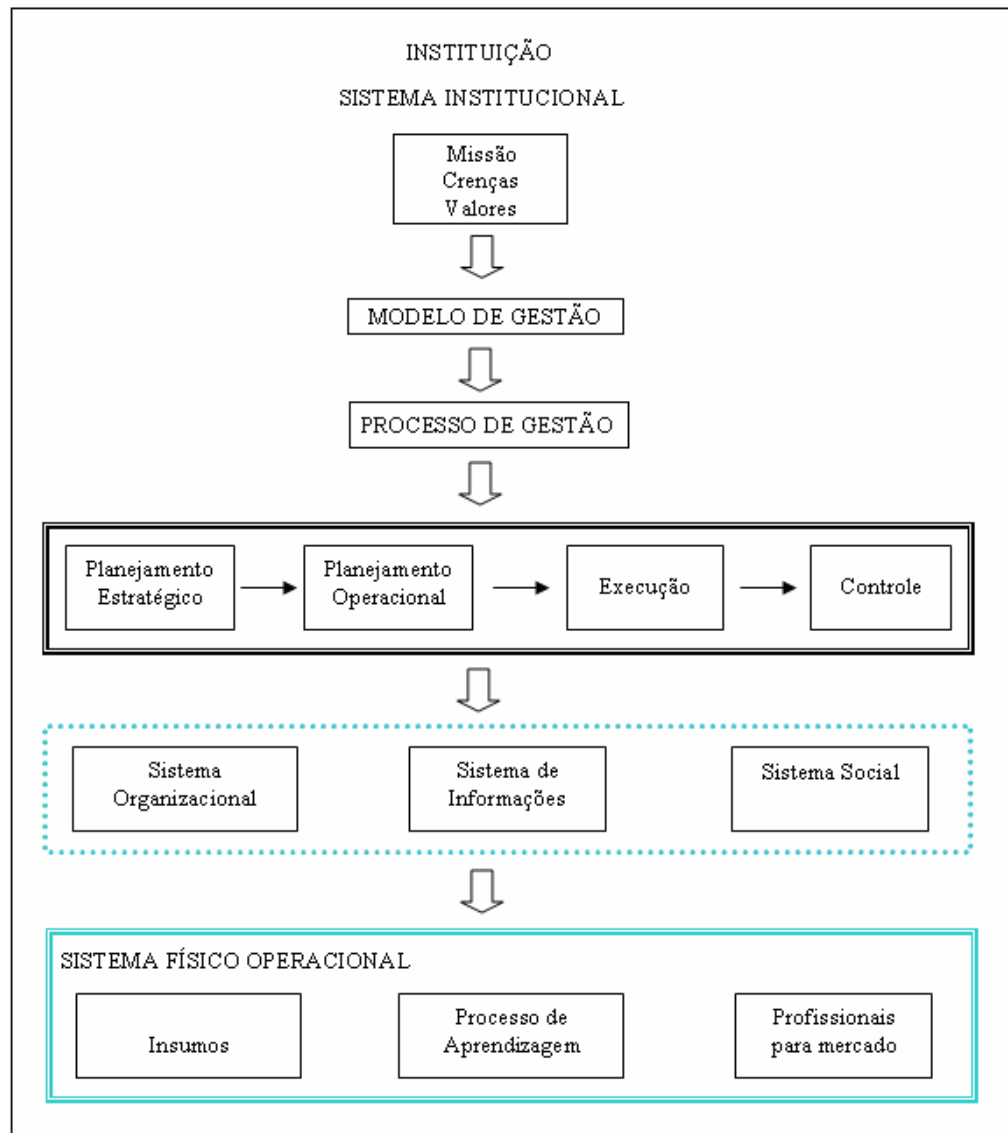 INSTITUIÇÃO
SISTEMA INSTITUCIONAL
Missão
Crenças
Valores
MODELO DE GESTÃO
PROCESSO DE GESTÃO
Planejamento
Estratégico
Planejamento
Operacional
Execução
Controle
Sistema
Organizacional
Sistema de
Informações
Sistema Social
SISTEMA FÍSICO OPERACIONAL
Insumos
Processo de
Aprendizagem
Profissionais
para mercado